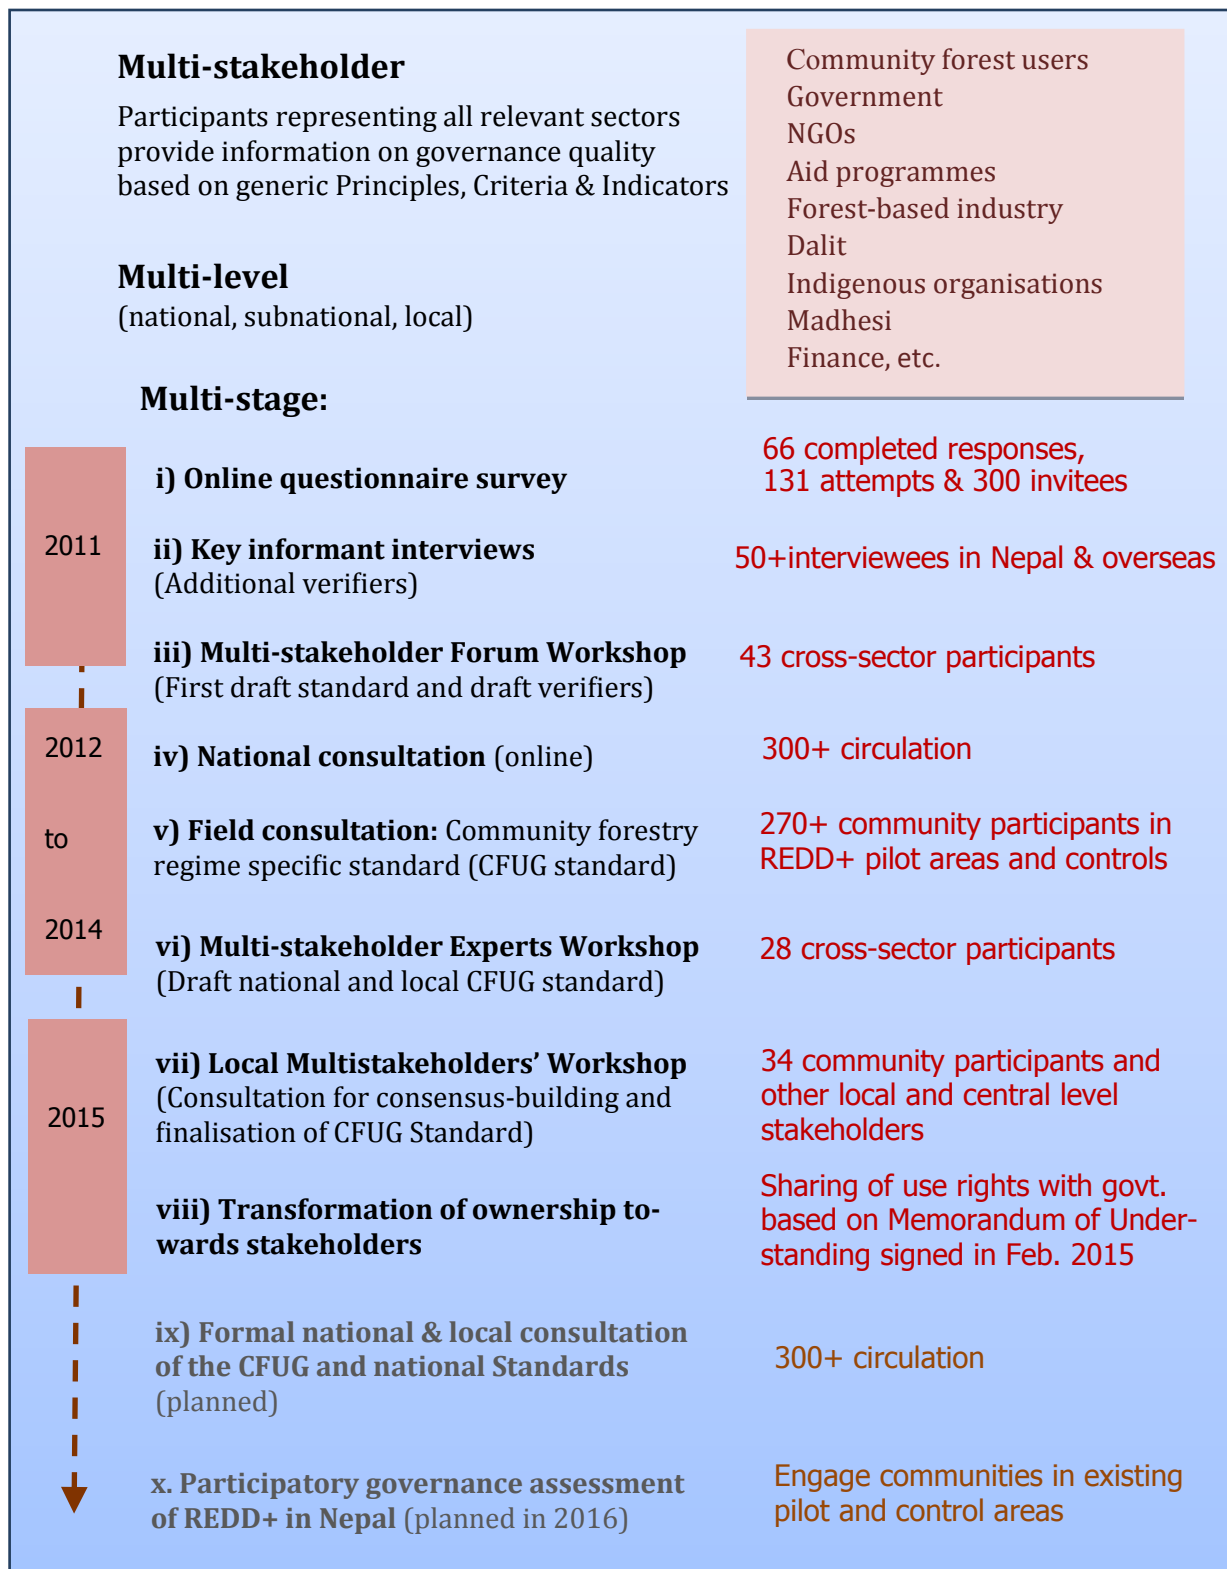 Multi-stakeholder
Participants representing all relevant sectors
provide information on governance quality
based on generic Principles, Criteria & Indicators
Community forest users
Government
NGOs
Aid programmes
Forest-based industry
Dalit
Indigenous organisations
Madhesi
Finance, etc.
Multi-level
(national, subnational, local)
Multi-stage:
2011
i) Online questionnaire survey
66 completed responses,
131 attempts & 300 invitees
ii) Key informant interviews
(Additional verifiers)
50+interviewees in Nepal & overseas
iii) Multi-stakeholder Forum Workshop
(First draft standard and draft verifiers)
43 cross-sector participants
2012
to
2014
iv) National consultation (online)
300+ circulation
v) Field consultation: Community forestry
regime specific standard (CFUG standard)
270+ community participants in
REDD+ pilot areas and controls
vi) Multi-stakeholder Experts Workshop
(Draft national and local CFUG standard)
28 cross-sector participants
2015
vii) Local Multistakeholders’ Workshop
(Consultation for consensus-building and
finalisation of CFUG Standard)
34 community participants and
other local and central level
stakeholders
viii) Transformation of ownership to-
wards stakeholders
Sharing of use rights with govt.
based on Memorandum of Under-
standing signed in Feb. 2015
ix) Formal national & local consultation
of the CFUG and national Standards
(planned)
300+ circulation
x. Participatory governance assessment
of REDD+ in Nepal (planned in 2016)
Engage communities in existing
pilot and control areas